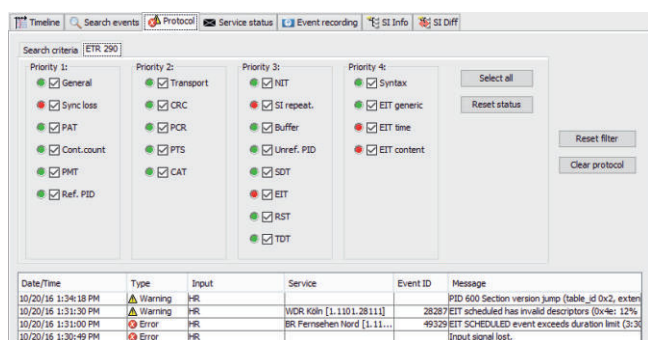 Timeline Search events Protocol Service status Event recording SI Info SI Diff
Search criteria ETR 290
Priority 1: Priority 2: Priority 3: Priority 4:
General Transport NIT Syntax Select all
Sync loss CRC SI repeat. EIT generic Reset status
PAT PCR Buffer EIT time
Reset filter
Cont.count PTS Unref. PID EIT content
Clear protocol
PMT CAT SDT
Ref. PID EIT
RST
TDT
Date/Time Type Input Service Event ID Message
10/20/16 1:34:18 PM Warning HR PID 600 Section version jump (table_id 0x2, exten
10/20/16 1:31:30 PM Warning HR WDR Köln [1.1101.28111] 28287 EIT scheduled has invalid descriptors (0x4e: 12%
10/20/16 1:31:00 PM Error HR BR Fernsehen Nord [1.11... 49329 EIT SCHEDULED event exceeds duration limit (3:30
10/20/16 1:30:49 PM Error HR Input signal lost.